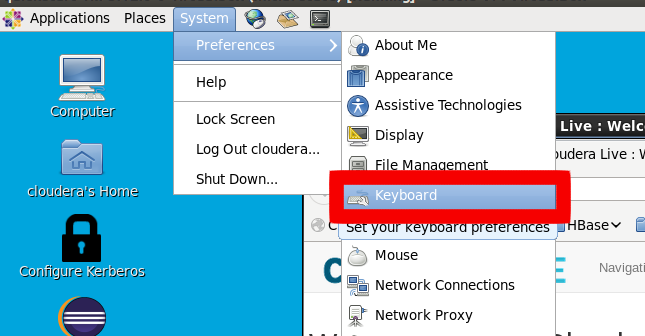 Applications Places System
Preferences
Help
Lock Screen
Log Out cloudera...
Shut Down...
About Me
Appearance
Assistive Technologies
Display
File Management
Keyboard
Set your keyboard preferences
Mouse
Network Connections
Network Proxy
Computer
cloudera's Home
Configure Kerberos
Live : Welc
oudera Live : W
HBase
Navigati